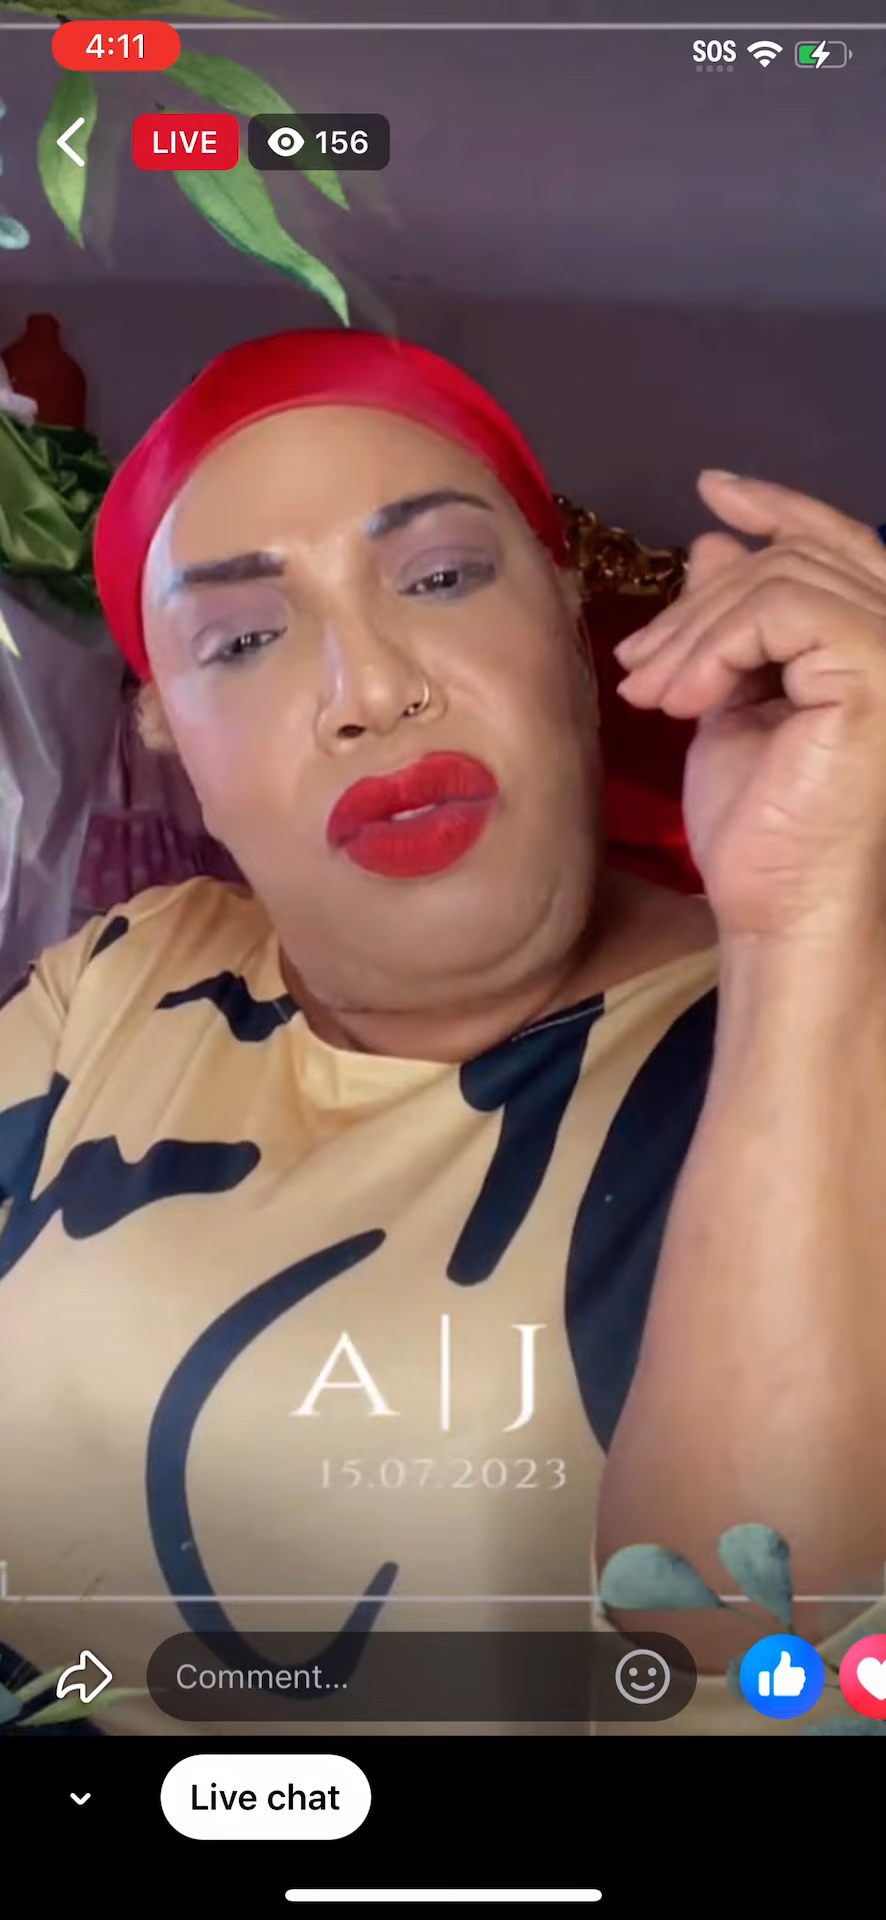 4:11
SOS
LIVE
156
A | J
15.07.2023
Comment...
Live chat